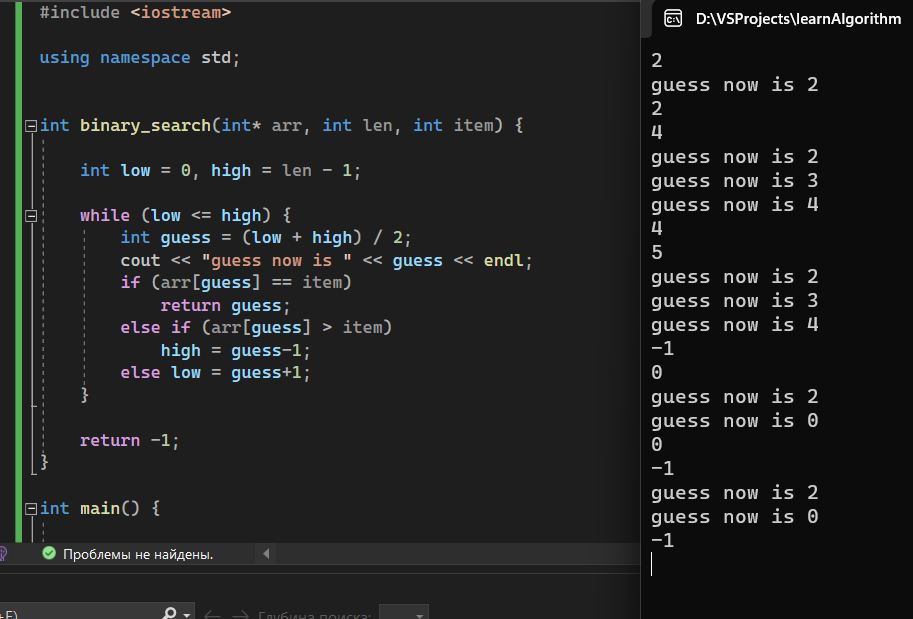 #include <iostream>
using namespace std;
int binary_search(int* arr, int len, int item) {
int low = 0, high = len - 1;
while (low <= high) {
int guess = (low + high) / 2;
cout << "guess now is " << guess << endl;
if (arr[guess] == item)
return guess;
else if (arr[guess] > item)
high = guess-1;
else low = guess+1;
}
return -1;
}
int main() {
Проблемы не найдены.
Глубина поиска:
D:\VSProjects\learnAlgorithm
2
guess now is 2
2
4
guess now is 2
guess now is 3
guess now is 4
4
5
guess now is 2
guess now is 3
guess now is 4
-1
0
guess now is 2
guess now is 0
0
-1
guess now is 2
guess now is 0
-1